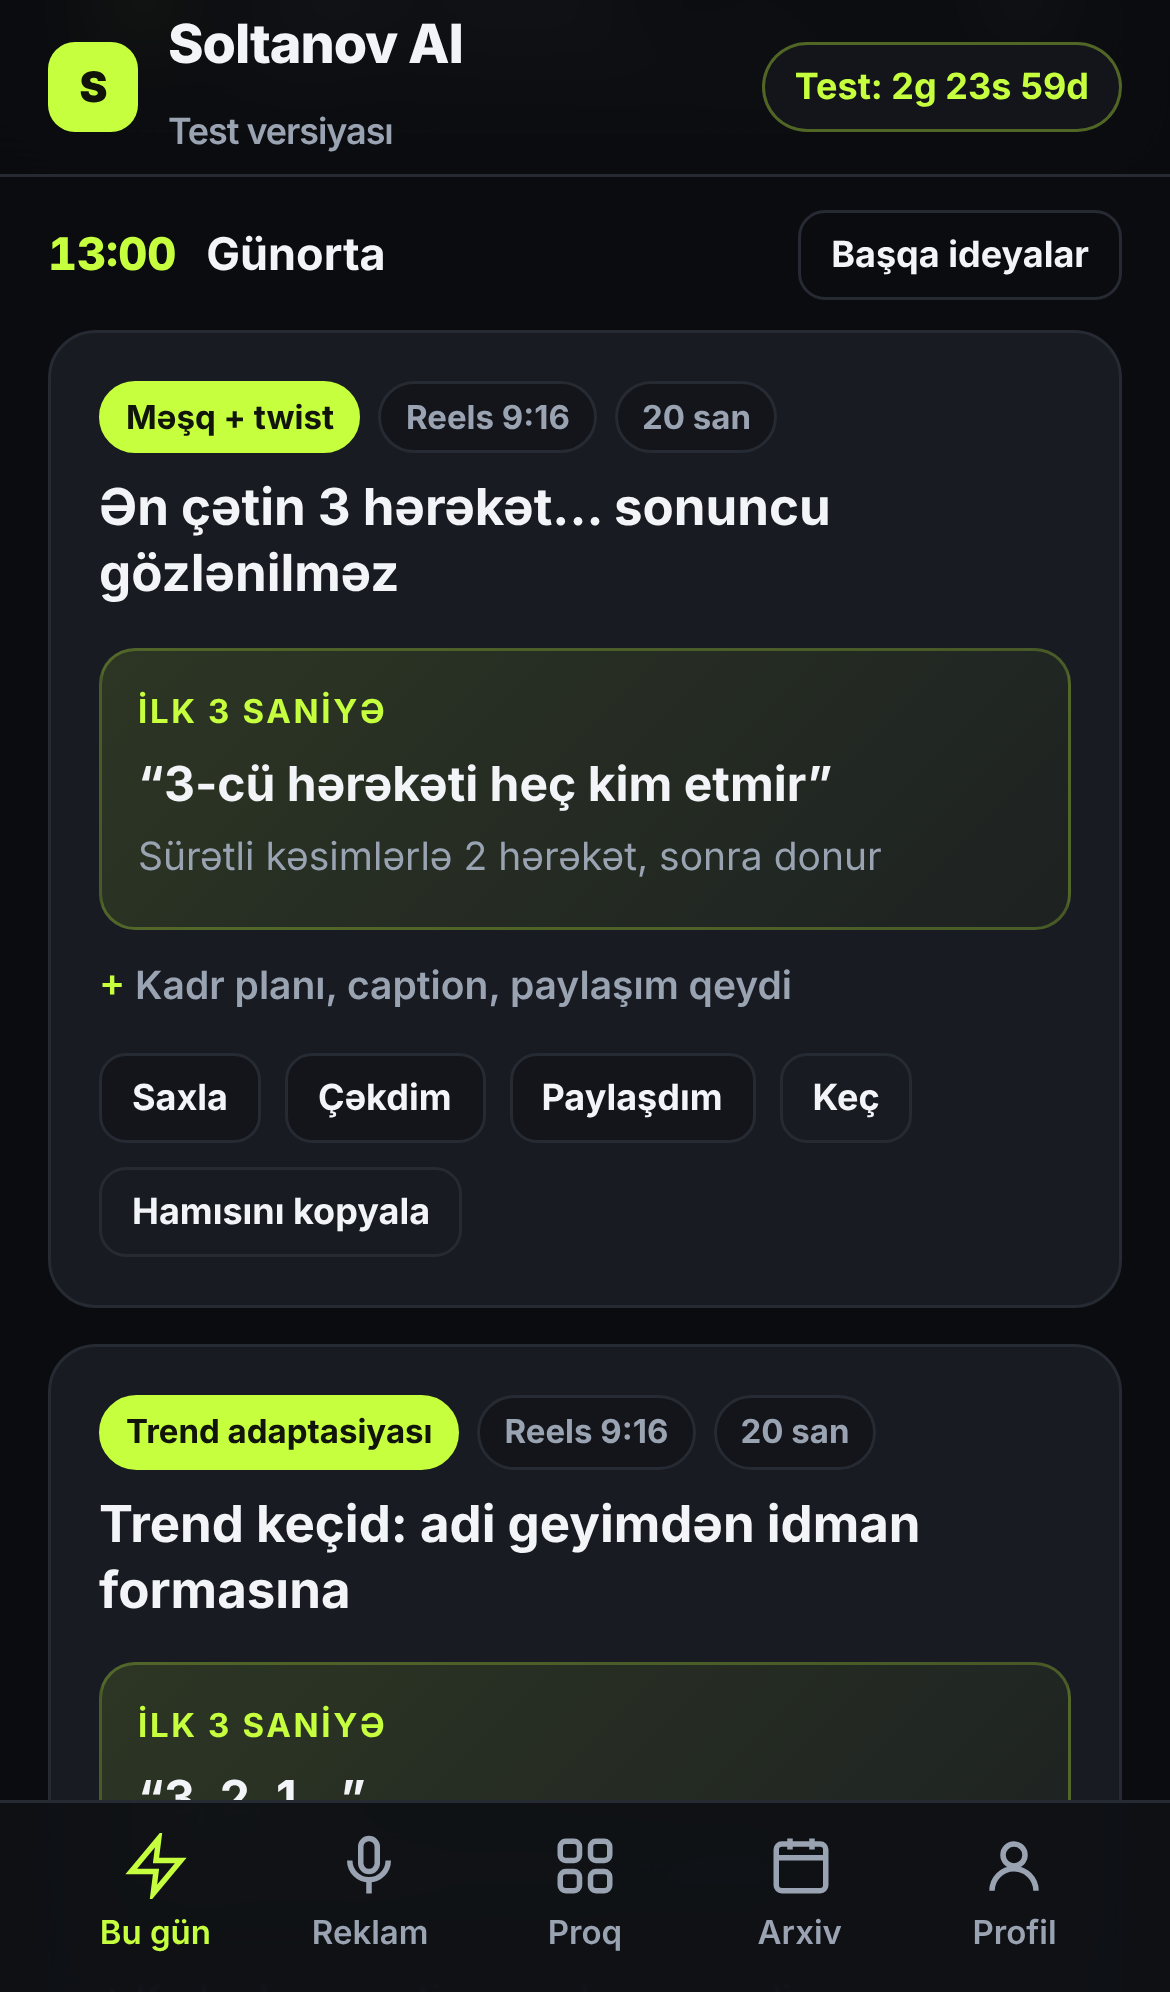 S
Soltanov AI
Test versiyası
Test: 2g 23s 59d
13:00 Günorta
Başqa ideyalar
Məşq + twist
Reels 9:16
20 san
Ən çətin 3 hərəkət… sonuncu
gözlənilməz
İLK 3 SANİYƏ
“3-cü hərəkəti heç kim etmir”
Sürətli kəsimlərlə 2 hərəkət, sonra donur
+ Kadr planı, caption, paylaşım qeydi
Saxla
Çəkdim
Paylaşdım
Keç
Hamısını kopyala
Trend adaptasiyası
Reels 9:16
20 san
Trend keçid: adi geyimdən idman
formasına
İLK 3 SANİYƏ
Bu gün
Reklam
Proq
Arxiv
Profil